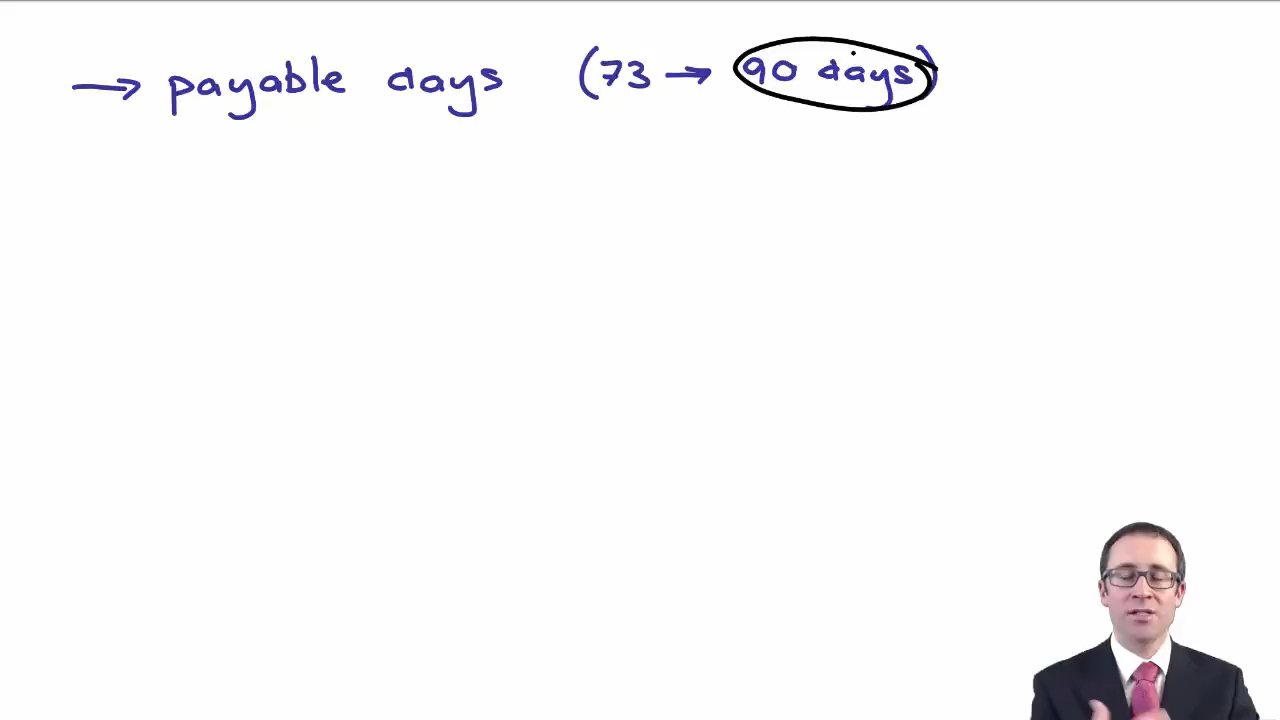 → payable days (73 → 90 days)